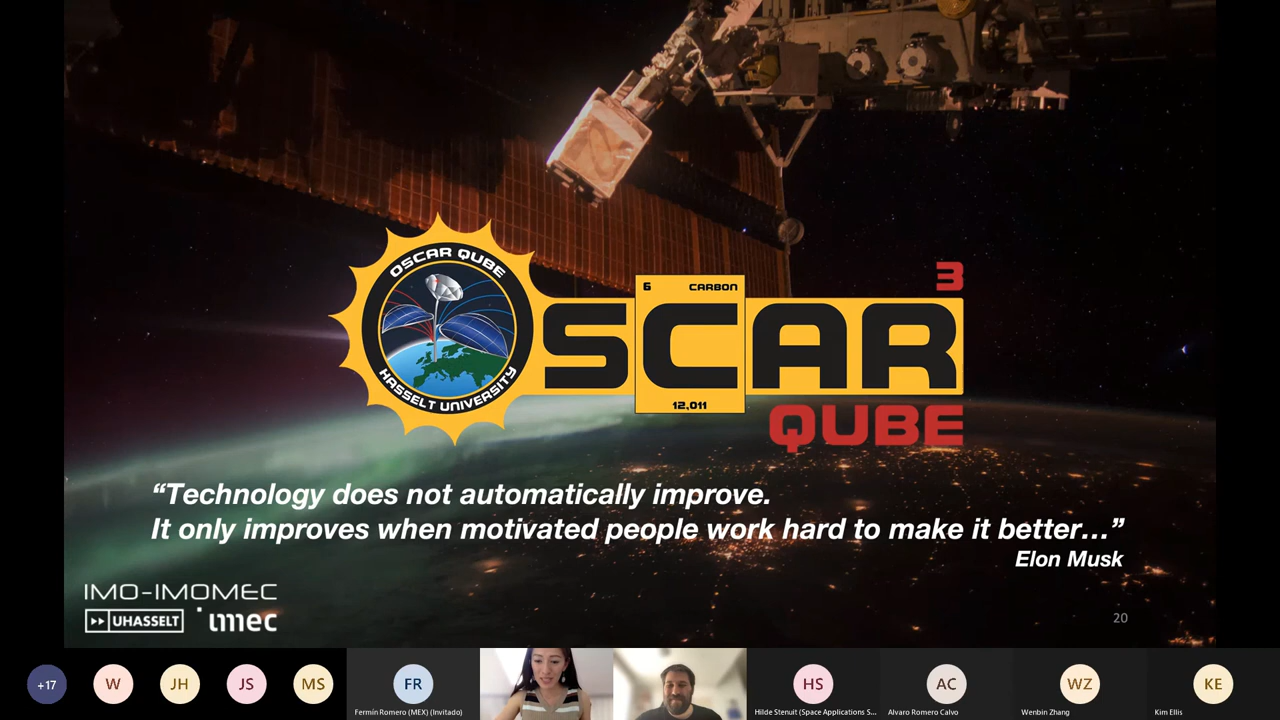 OSCAR QUBE
HASSELT UNIVERSITY
6 CARBON
OSCAR
3
12,011
QUBE
“Technology does not automatically improve.
It only improves when motivated people work hard to make it better...”
Elon Musk
IMO-IMOMEC
UHASSELT imec
20
+17 W JH JS MS FR HS AC WZ KE
Fermín Romero (MEX) (Invitado) Hilde Stenuit (Space Applications S... Alvaro Romero Calvo Wenbin Zhang Kim Ellis